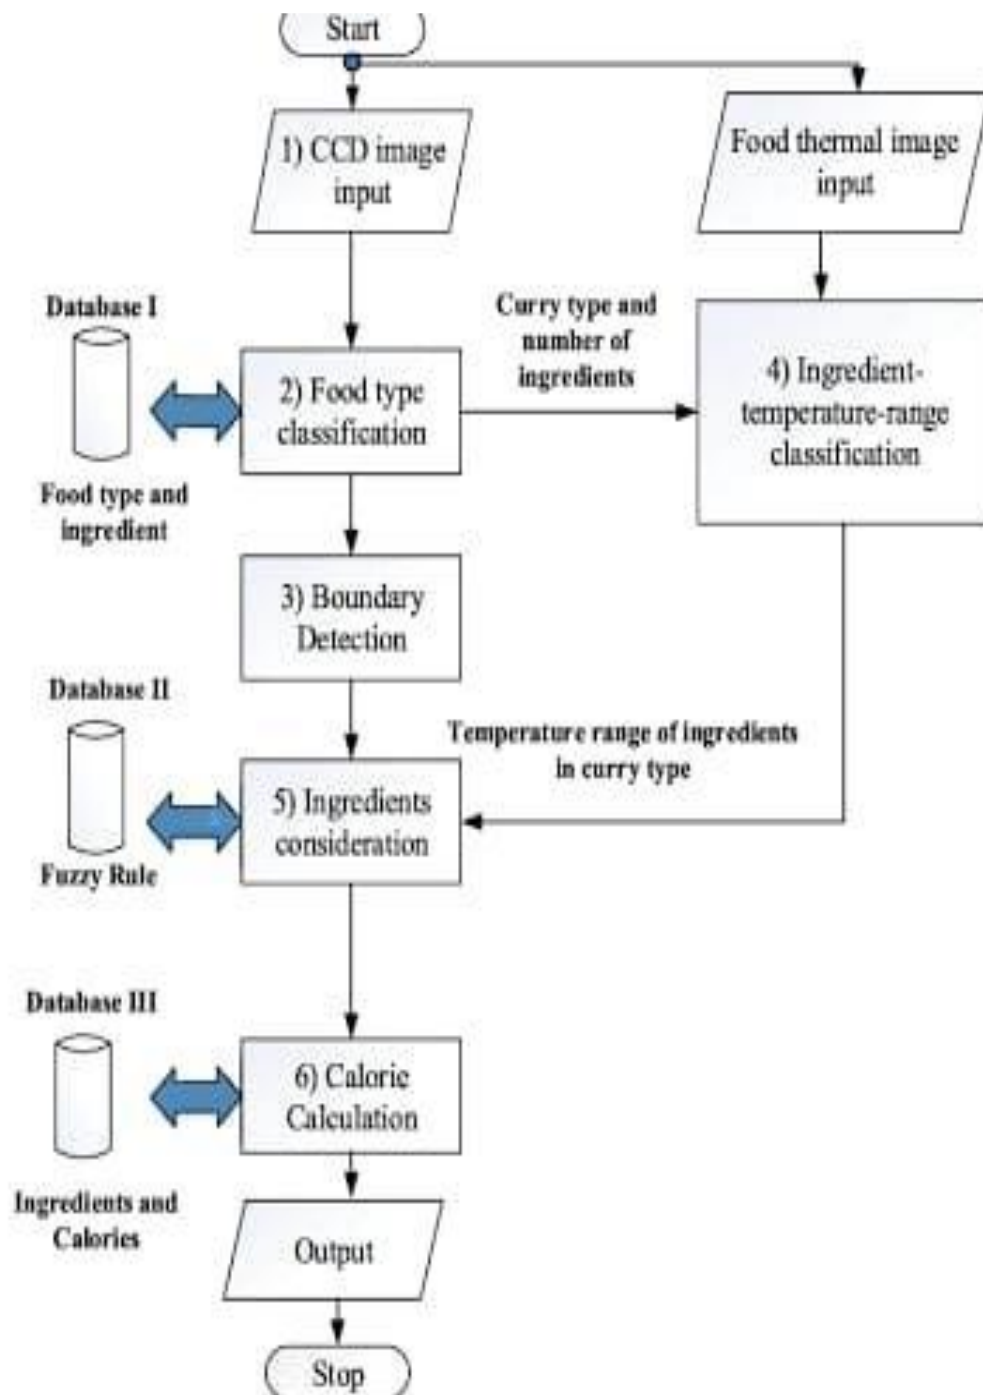 Start
1) CCD image
input
Food thermal image
input
Database I
Food type and
ingredient
2) Food type
classification
Curry type and
number of
ingredients
4) Ingredient-
temperature-range
classification
3) Boundary
Detection
Database II
Fuzzy Rule
5) Ingredients
consideration
Temperature range of ingredients
in curry type
Database III
Ingredients and
Calories
6) Caloric
Calculation
Output
Stop